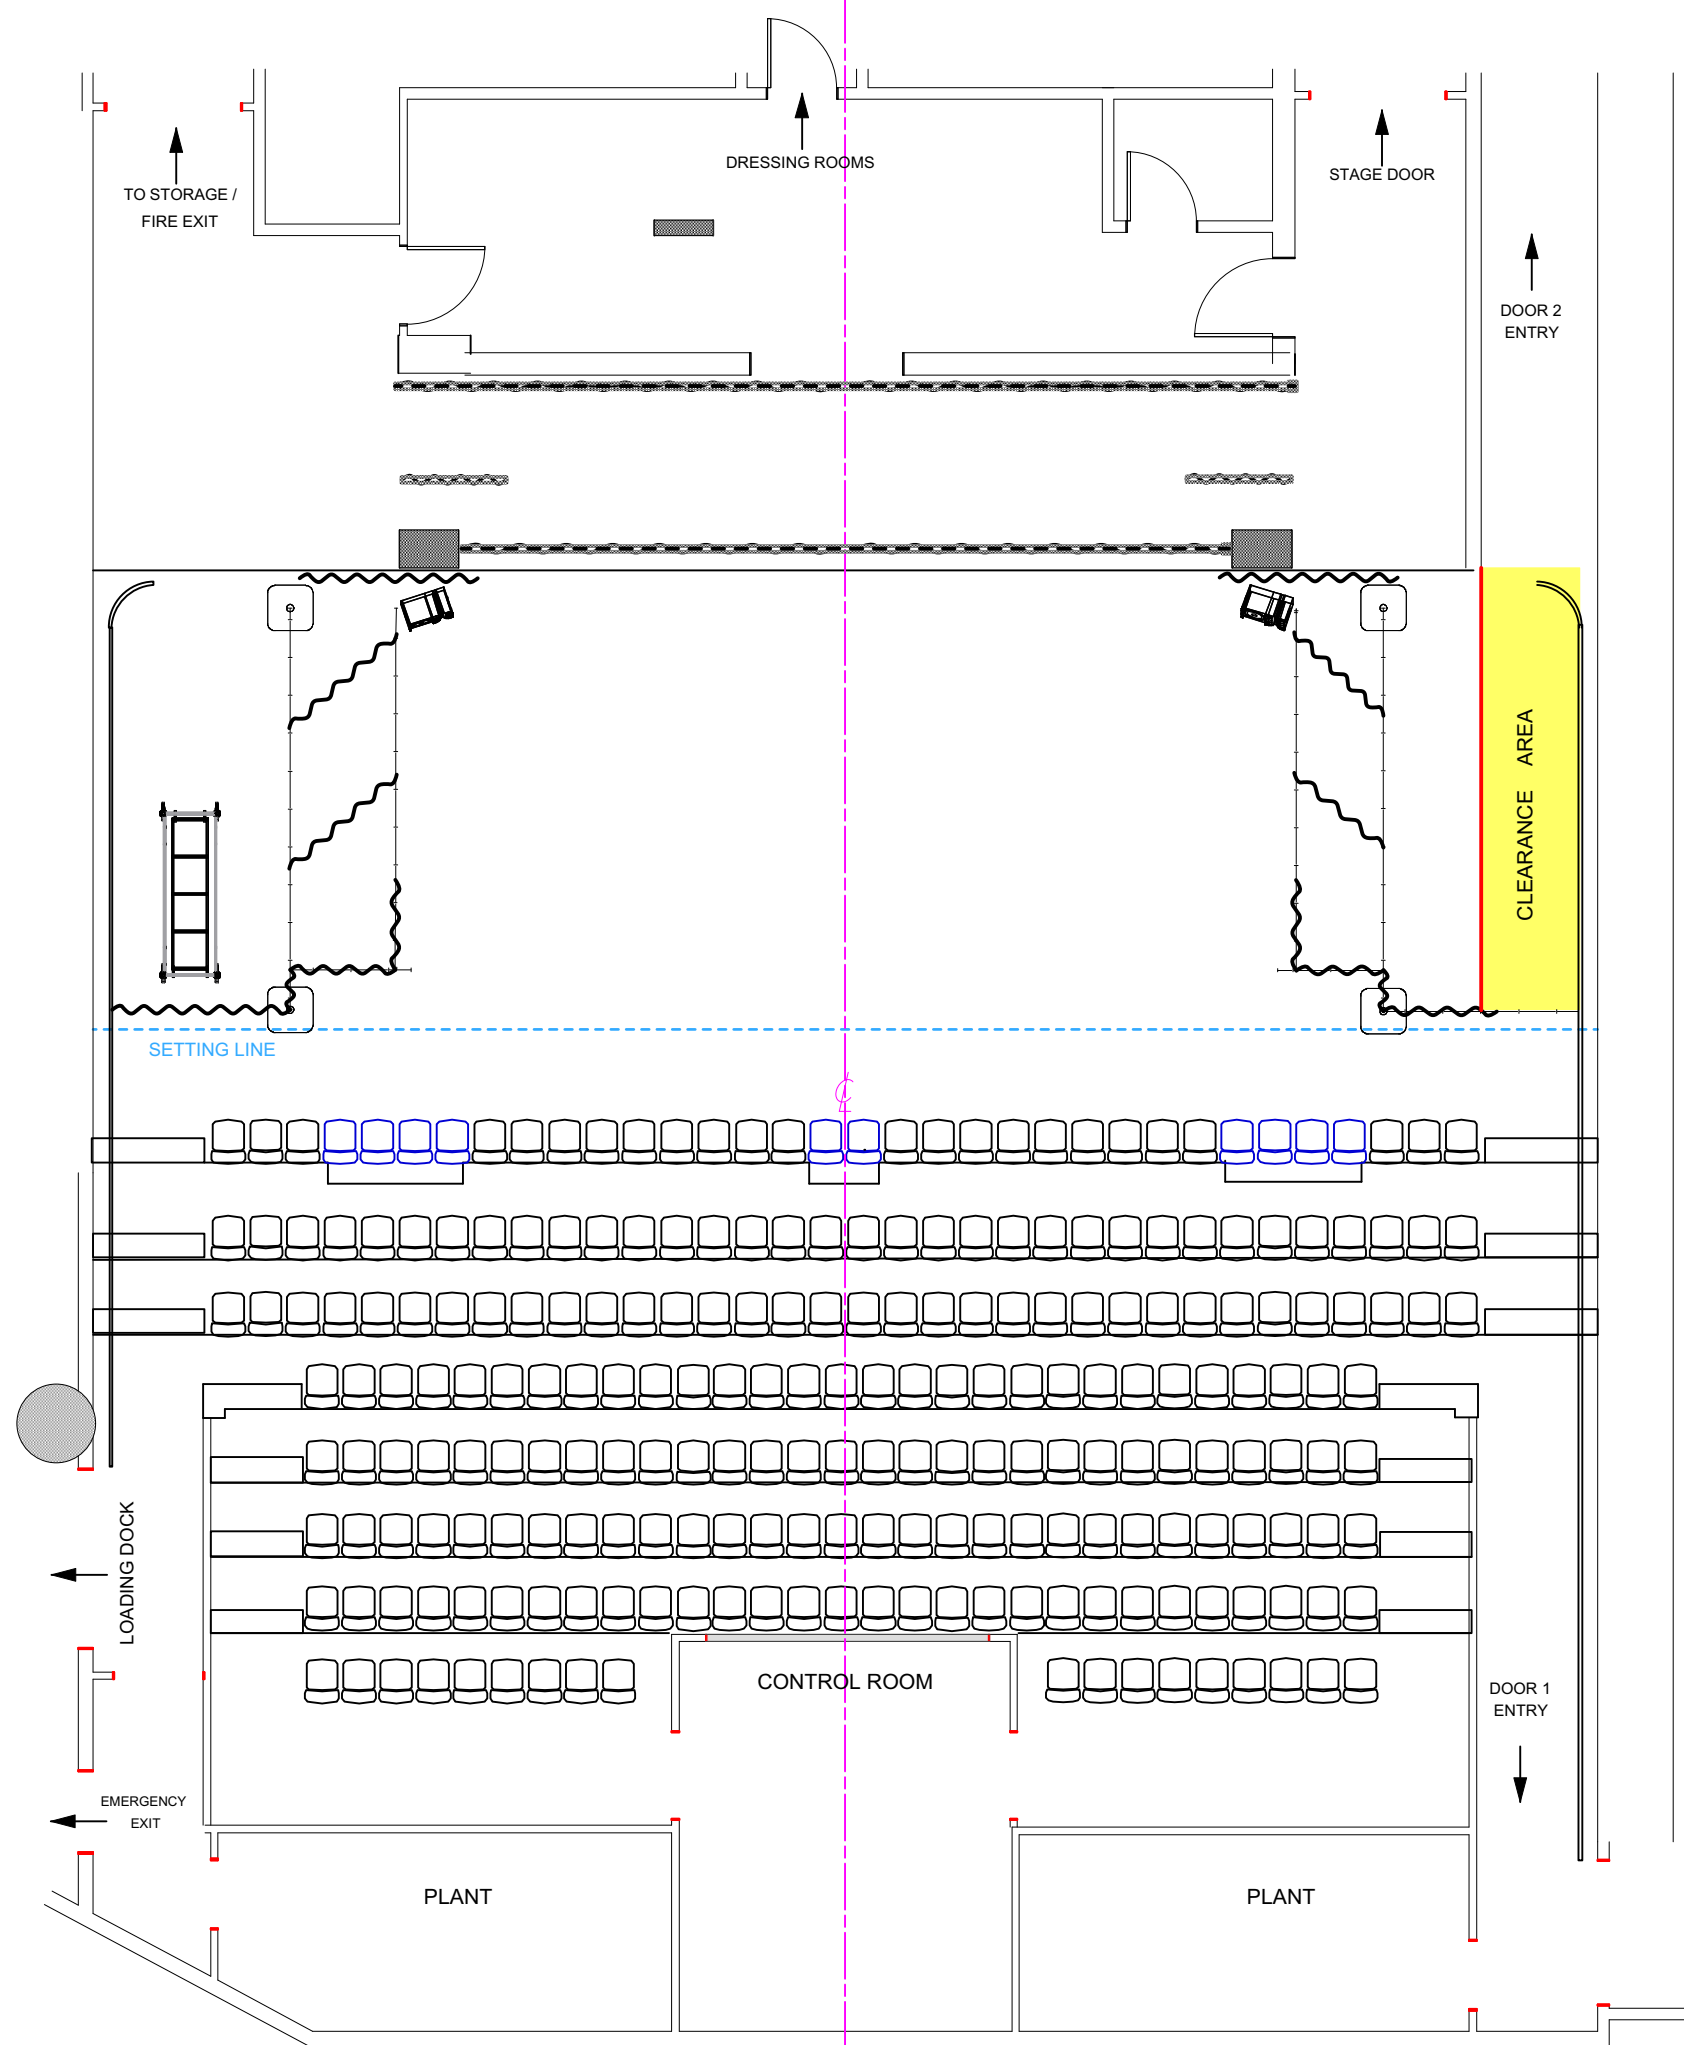 DRESSING ROOMS
STAGE DOOR
TO STORAGE /
FIRE EXIT
DOOR 2
ENTRY
CLEARANCE AREA
SETTING LINE
LOADING DOCK
CONTROL ROOM
DOOR 1
ENTRY
EMERGENCY
EXIT
PLANT
PLANT